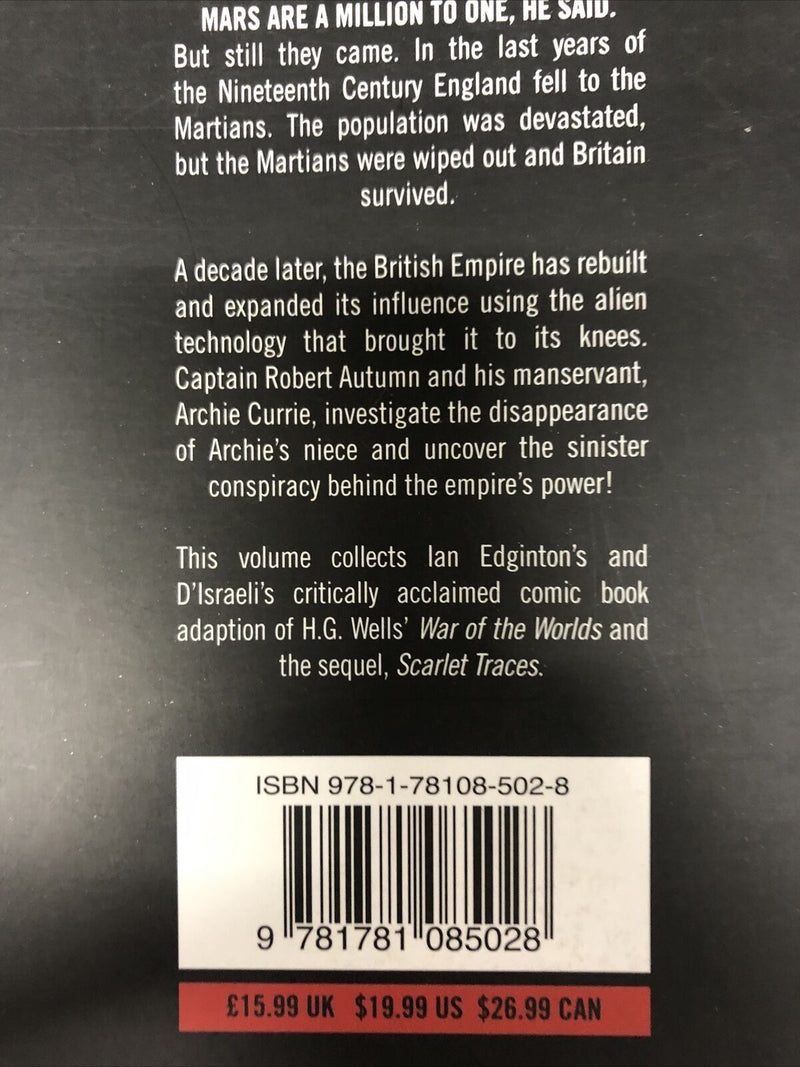 MARS ARE A MILLION TO ONE, HE SAID.
But still they came. In the last years of
the Nineteenth Century England fell to the
Martians. The population was devastated,
but the Martians were wiped out and Britain
survived.
A decade later, the British Empire has rebuilt
and expanded its influence using the alien
technology that brought it to its knees.
Captain Robert Autumn and his manservant,
Archie Currie, investigate the disappearance
of Archie's niece and uncover the sinister
conspiracy behind the empire's power!
This volume collects Ian Edginton's and
D'Israeli's critically acclaimed comic book
adaption of H.G. Wells' War of the Worlds and
the sequel, Scarlet Traces.
ISBN 978-1-78108-502-8
9 781781 085028
£15.99 UK $19.99 US $26.99 CAN